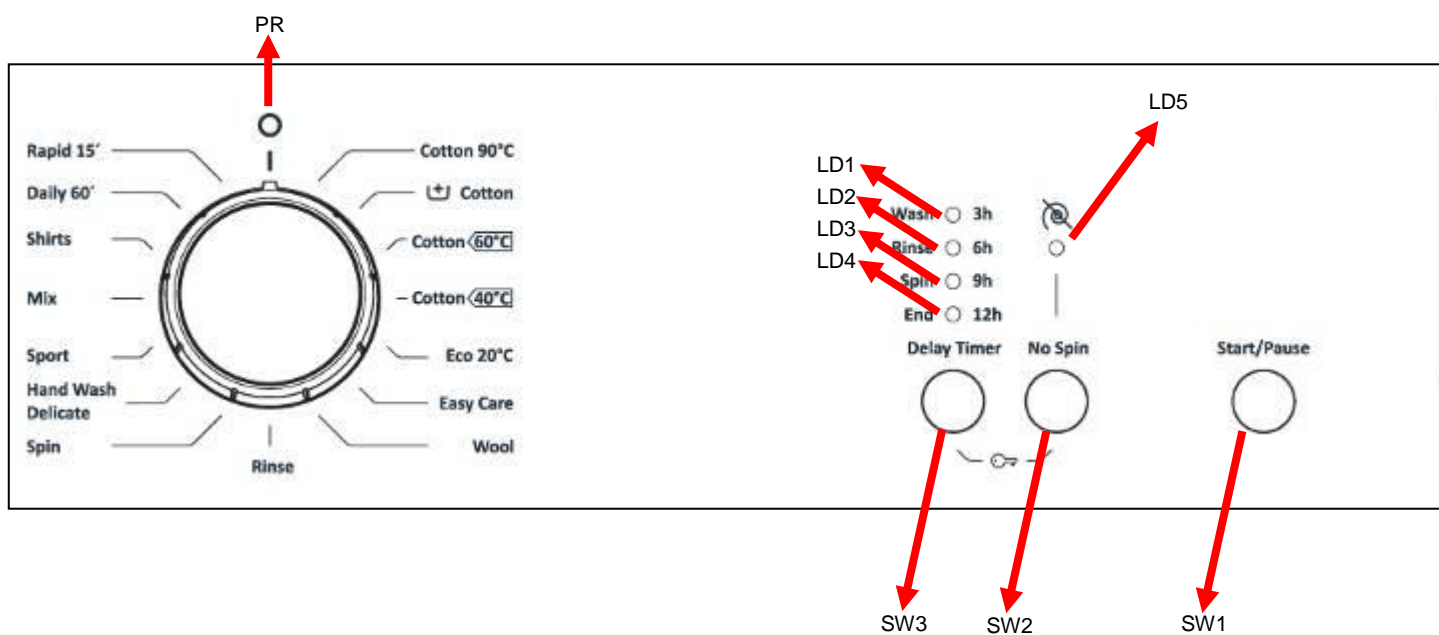 PR
Rapid 15´
Daily 60´
Shirts
Mix
Sport
Hand Wash
Delicate
Spin
Rinse
Cotton 90°C
Cotton
Cotton 60°C
Cotton 40°C
Eco 20°C
Easy Care
Wool
LD1
LD2
LD3
LD4
LD5
Wash 3h
Rinse 6h
Spin 9h
End 12h
Delay Timer
No Spin
Start/Pause
SW3
SW2
SW1